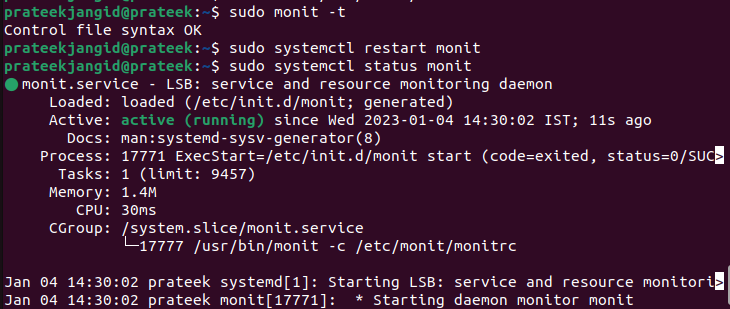 prateekjangid@prateek:~$ sudo monit -t
Control file syntax OK
prateekjangid@prateek:~$ sudo systemctl restart monit
prateekjangid@prateek:~$ sudo systemctl status monit
● monit.service - LSB: service and resource monitoring daemon
     Loaded: loaded (/etc/init.d/monit; generated)
     Active: active (running) since Wed 2023-01-04 14:30:02 IST; 11s ago
       Docs: man:systemd-sysv-generator(8)
    Process: 17771 ExecStart=/etc/init.d/monit start (code=exited, status=0/SUC>
      Tasks: 1 (limit: 9457)
     Memory: 1.4M
        CPU: 30ms
     CGroup: /system.slice/monit.service
             └─17777 /usr/bin/monit -c /etc/monit/monitrc
Jan 04 14:30:02 prateek systemd[1]: Starting LSB: service and resource monitori>
Jan 04 14:30:02 prateek monit[17771]:  * Starting daemon monitor monit